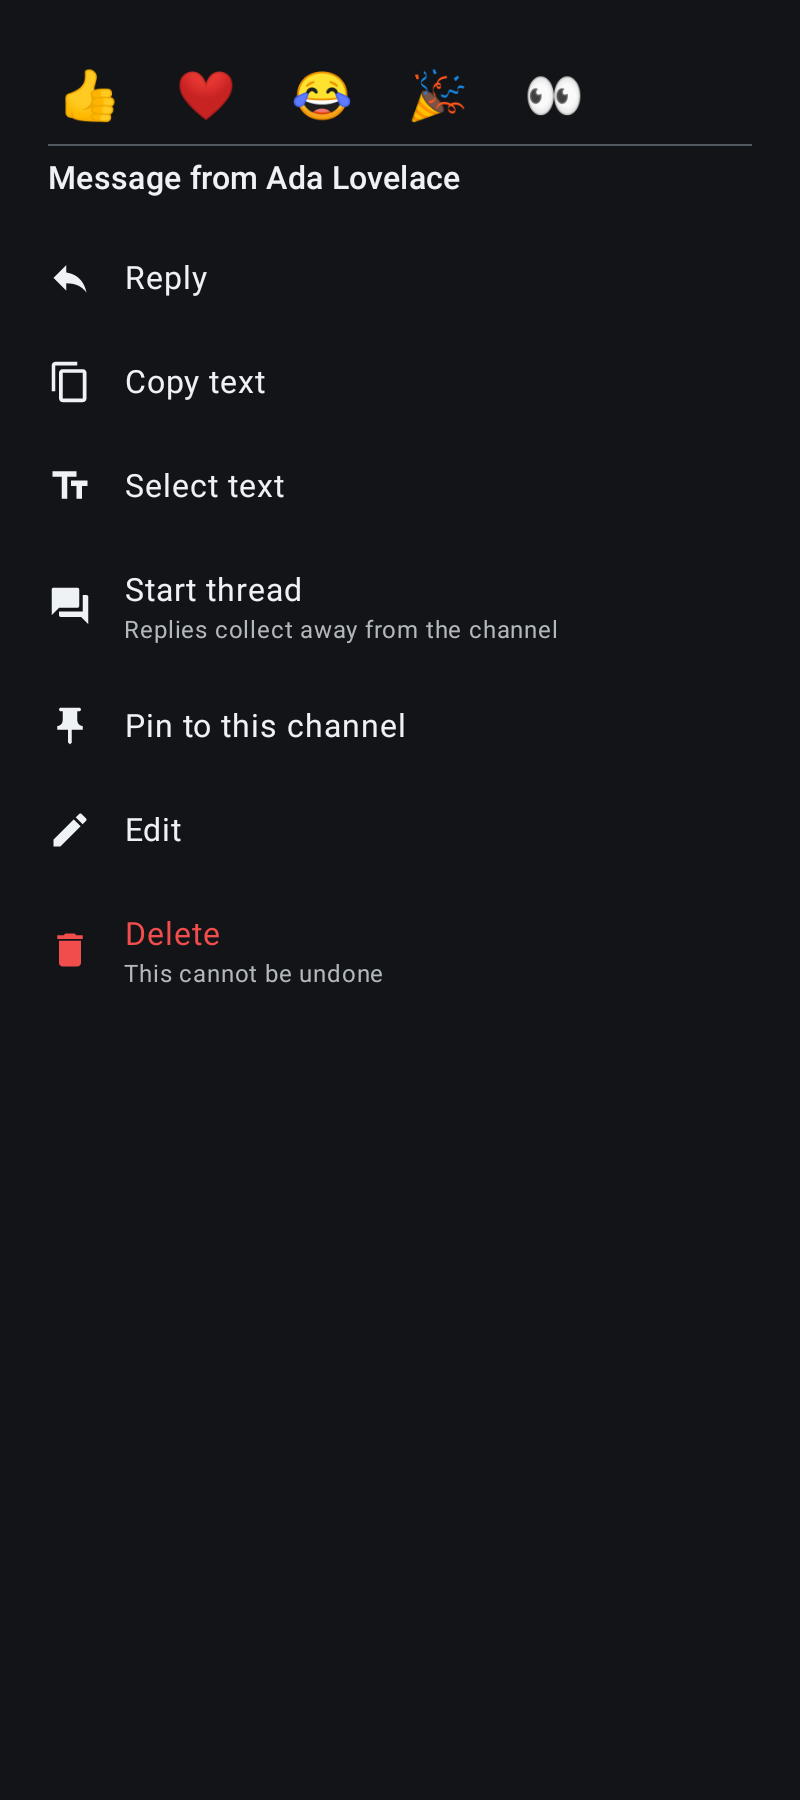 Message from Ada Lovelace
Reply
Copy text
Select text
Start thread
Replies collect away from the channel
Pin to this channel
Edit
Delete
This cannot be undone